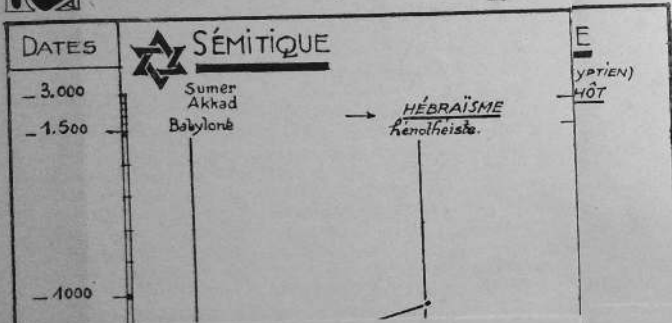 DATES
SÉMITIQUE
E
YPTIEN)
HÔT
_ 3.000
Sumer
Akkad
Babylone
→ HÉBRAÏSME
hénothéiste.
_ 1.500
_ 1000